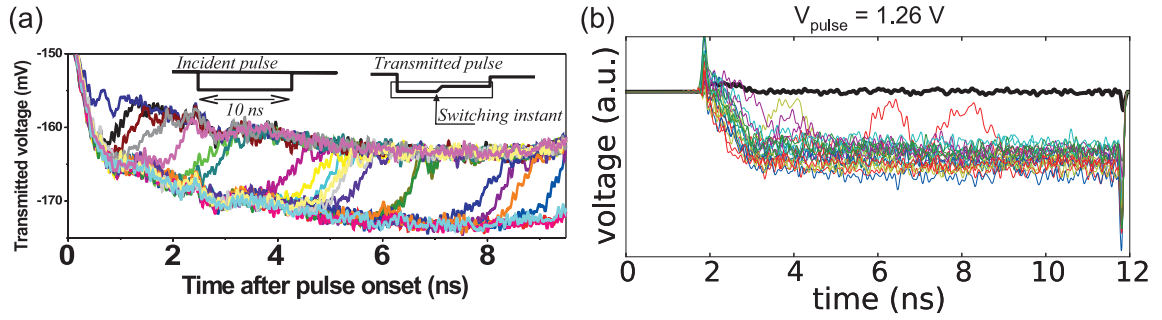 (a)
Transmitted voltage (mV)
-150
-160
-170
0
2
4
6
8
Time after pulse onset (ns)
Incident pulse
10 ns
Transmitted pulse
Switching instant
(b)
V_pulse = 1.26 V
voltage (a.u.)
0
2
4
6
8
10
12
time (ns)